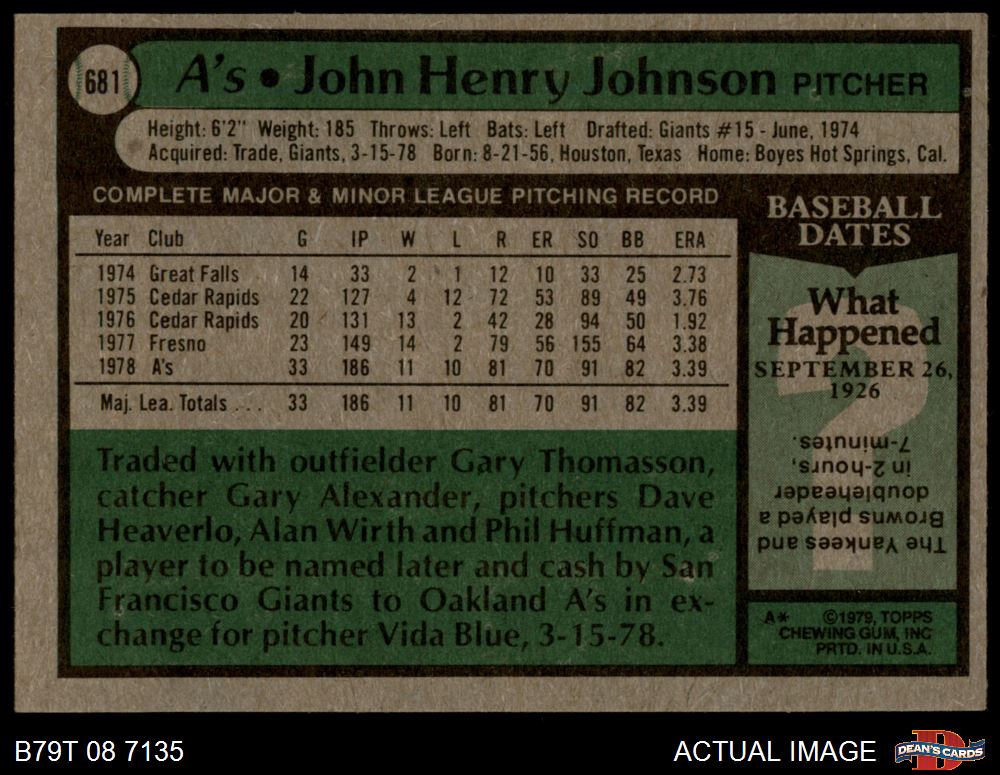 681
A's • John Henry Johnson PITCHER
Height: 6'2" Weight: 185 Throws: Left Bats: Left Drafted: Giants #15 - June, 1974
Acquired: Trade, Giants, 3-15-78 Born: 8-21-56, Houston, Texas Home: Boyes Hot Springs, Cal.
COMPLETE MAJOR & MINOR LEAGUE PITCHING RECORD
Year Club G IP W L R ER SO BB ERA
1974 Great Falls 14 33 2 1 12 10 33 25 2.73
1975 Cedar Rapids 22 127 4 12 72 53 89 49 3.76
1976 Cedar Rapids 20 131 13 2 42 28 94 50 1.92
1977 Fresno 23 149 14 2 79 56 155 64 3.38
1978 A's 33 186 11 10 81 70 91 82 3.39
Maj. Lea. Totals . . . 33 186 11 10 81 70 91 82 3.39
Traded with outfielder Gary Thomasson,
catcher Gary Alexander, pitchers Dave
Heaverlo, Alan Wirth and Phil Huffman, a
player to be named later and cash by San
Francisco Giants to Oakland A's in ex-
change for pitcher Vida Blue, 3-15-78.
BASEBALL
DATES
What
Happened
SEPTEMBER 26,
1926
?
The Yankees and
Browns played a
doubleheader
in 2-hours,
7-minutes.
A* ©1979, TOPPS
CHEWING GUM, INC
PRTD. IN U.S.A.
B79T 08 7135
ACTUAL IMAGE
D
DEAN'S CARDS